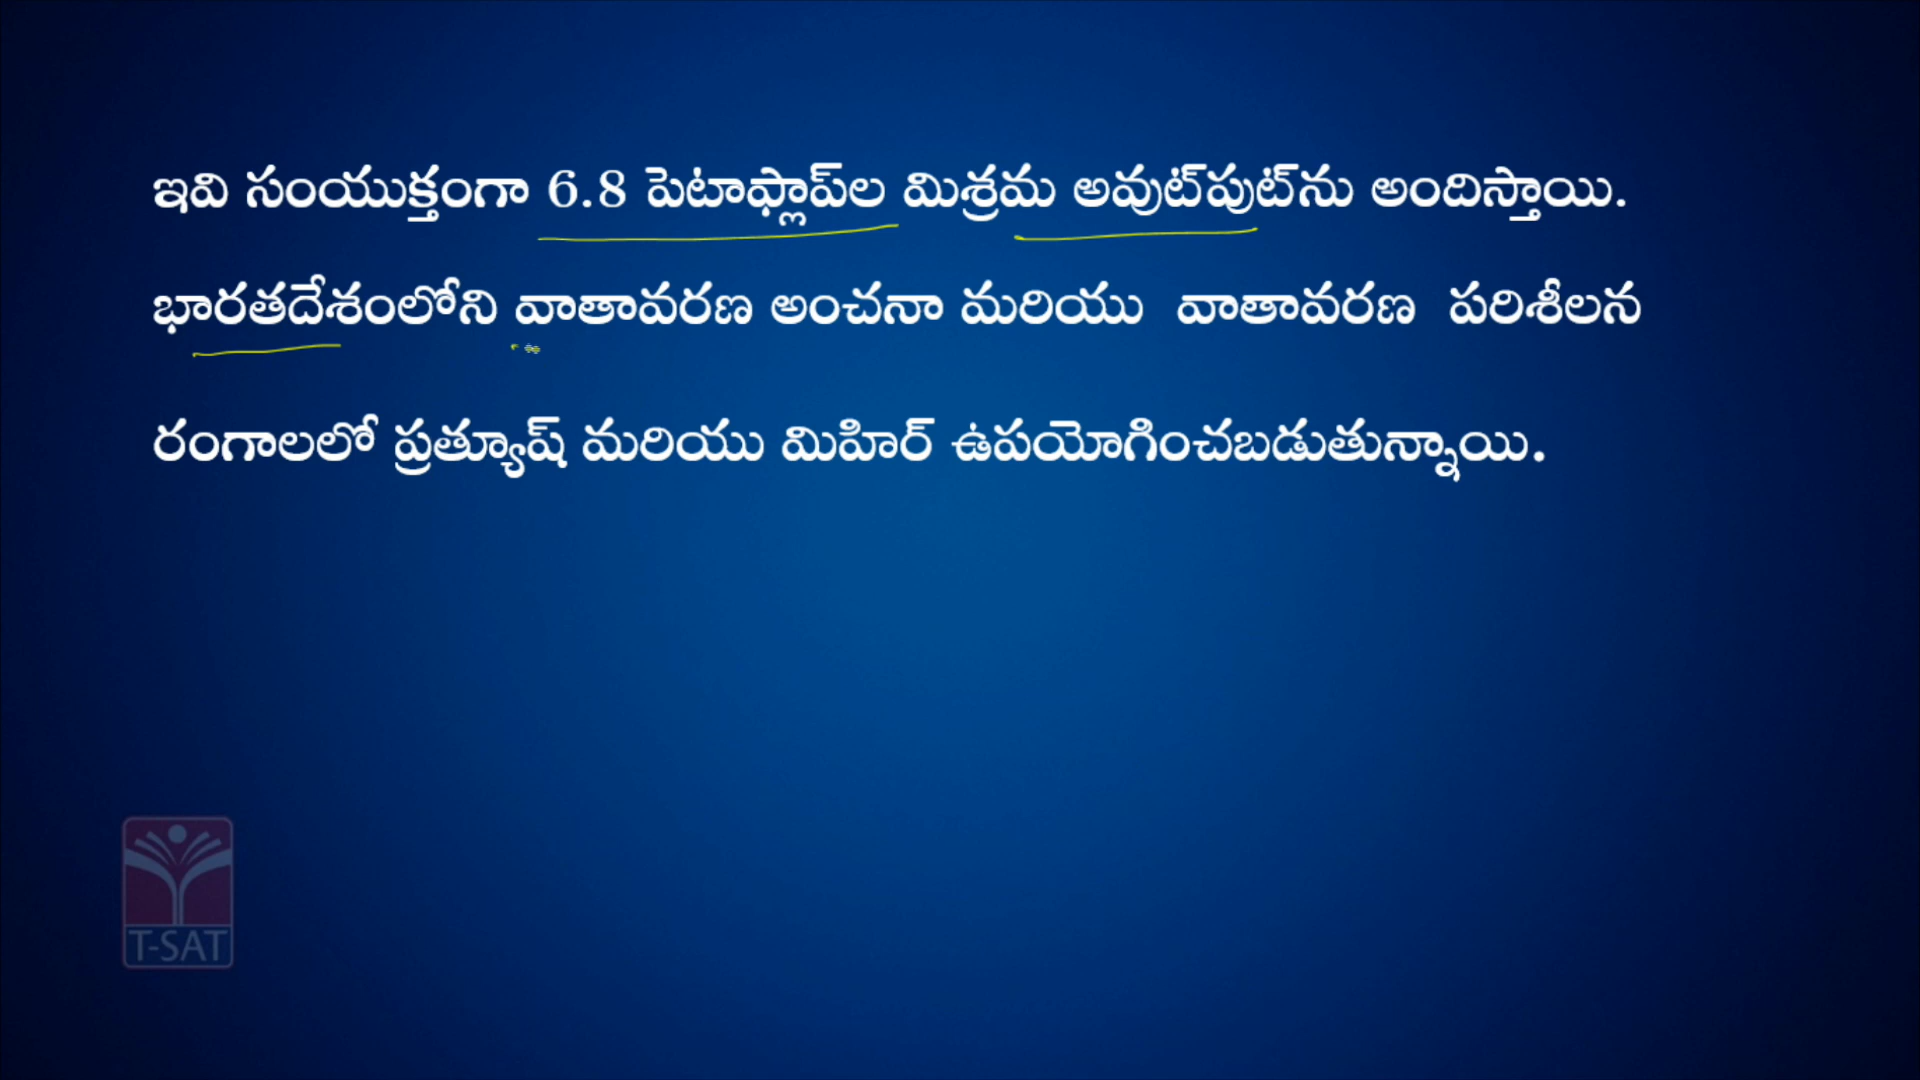 ఇవి సంయుక్తంగా 6.8 పెటాఫ్లాప్‌ల మిశ్రమ అవుట్‌పుట్‌ను అందిస్తాయి.
భారతదేశంలోని వాతావరణ అంచనా మరియు వాతావరణ పరిశీలన
రంగాలలో ప్రత్యూష్ మరియు మిహిర్ ఉపయోగించబడుతున్నాయి.
T-SAT